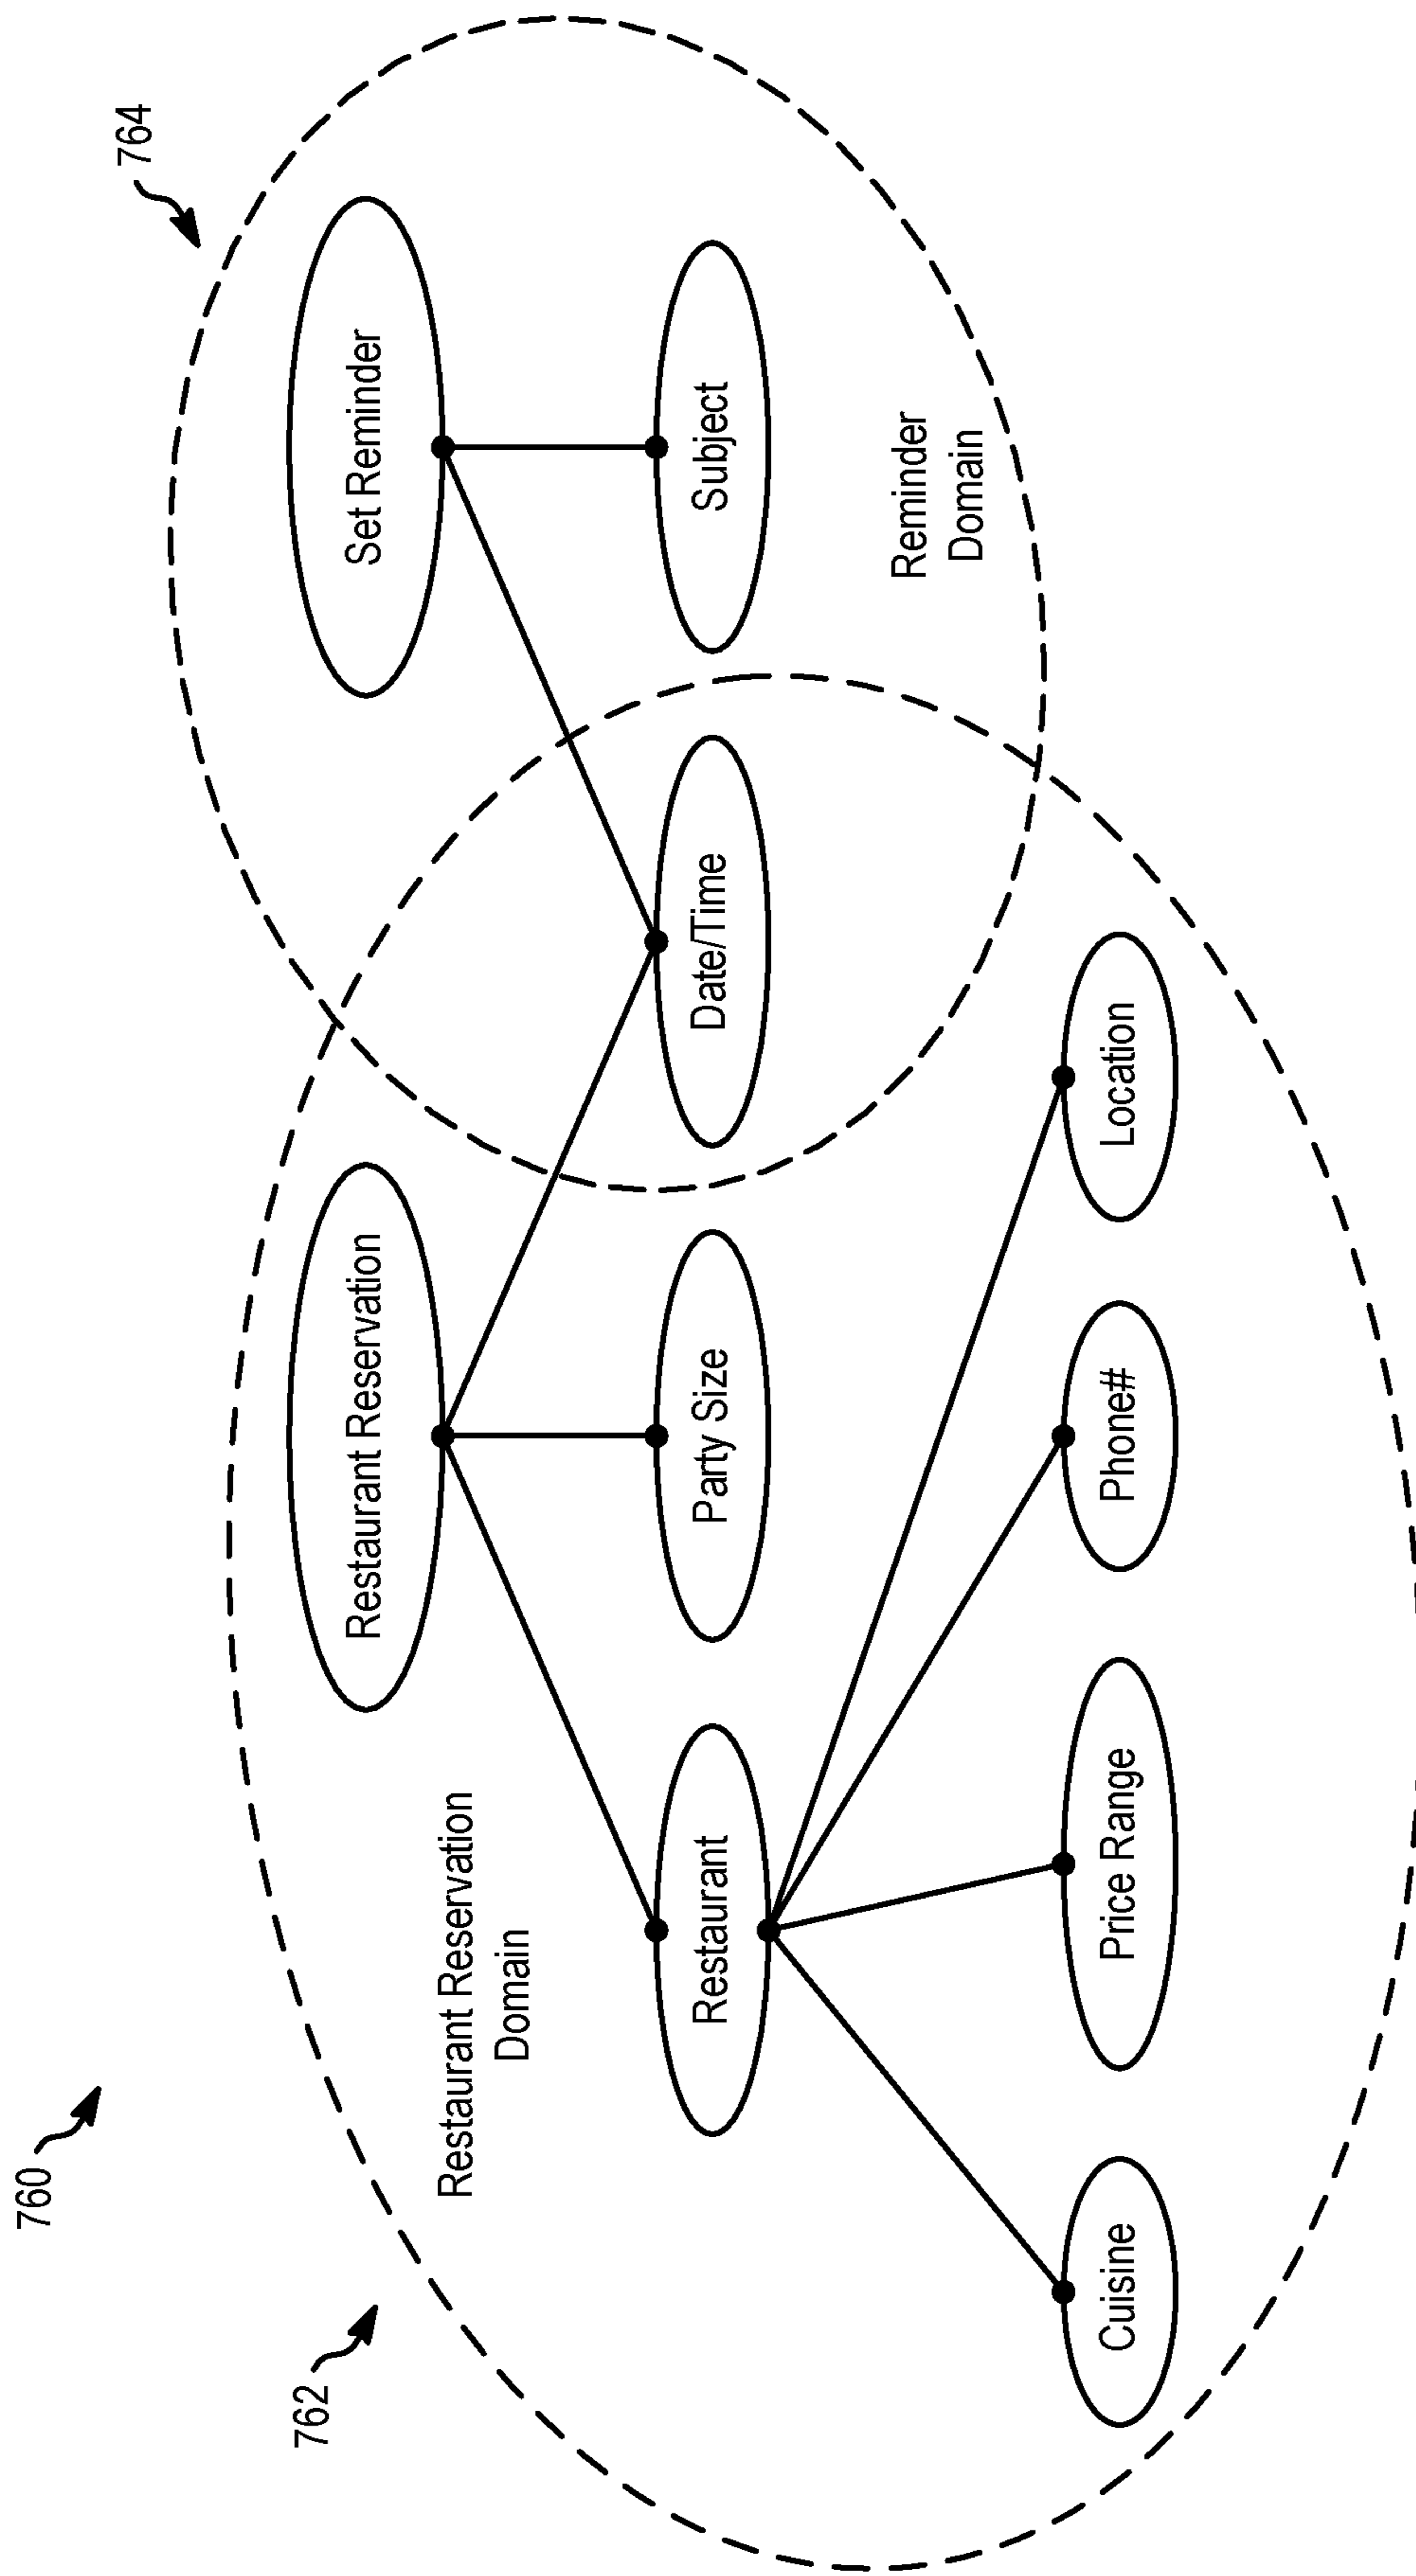 760
762
764
Restaurant Reservation
Set Reminder
Restaurant Reservation
Domain
Restaurant
Party Size
Date/Time
Subject
Reminder
Domain
Cuisine
Price Range
Phone#
Location